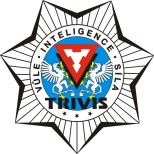 VŮLE · INTELIGENCE · SÍLA
TRIVIS